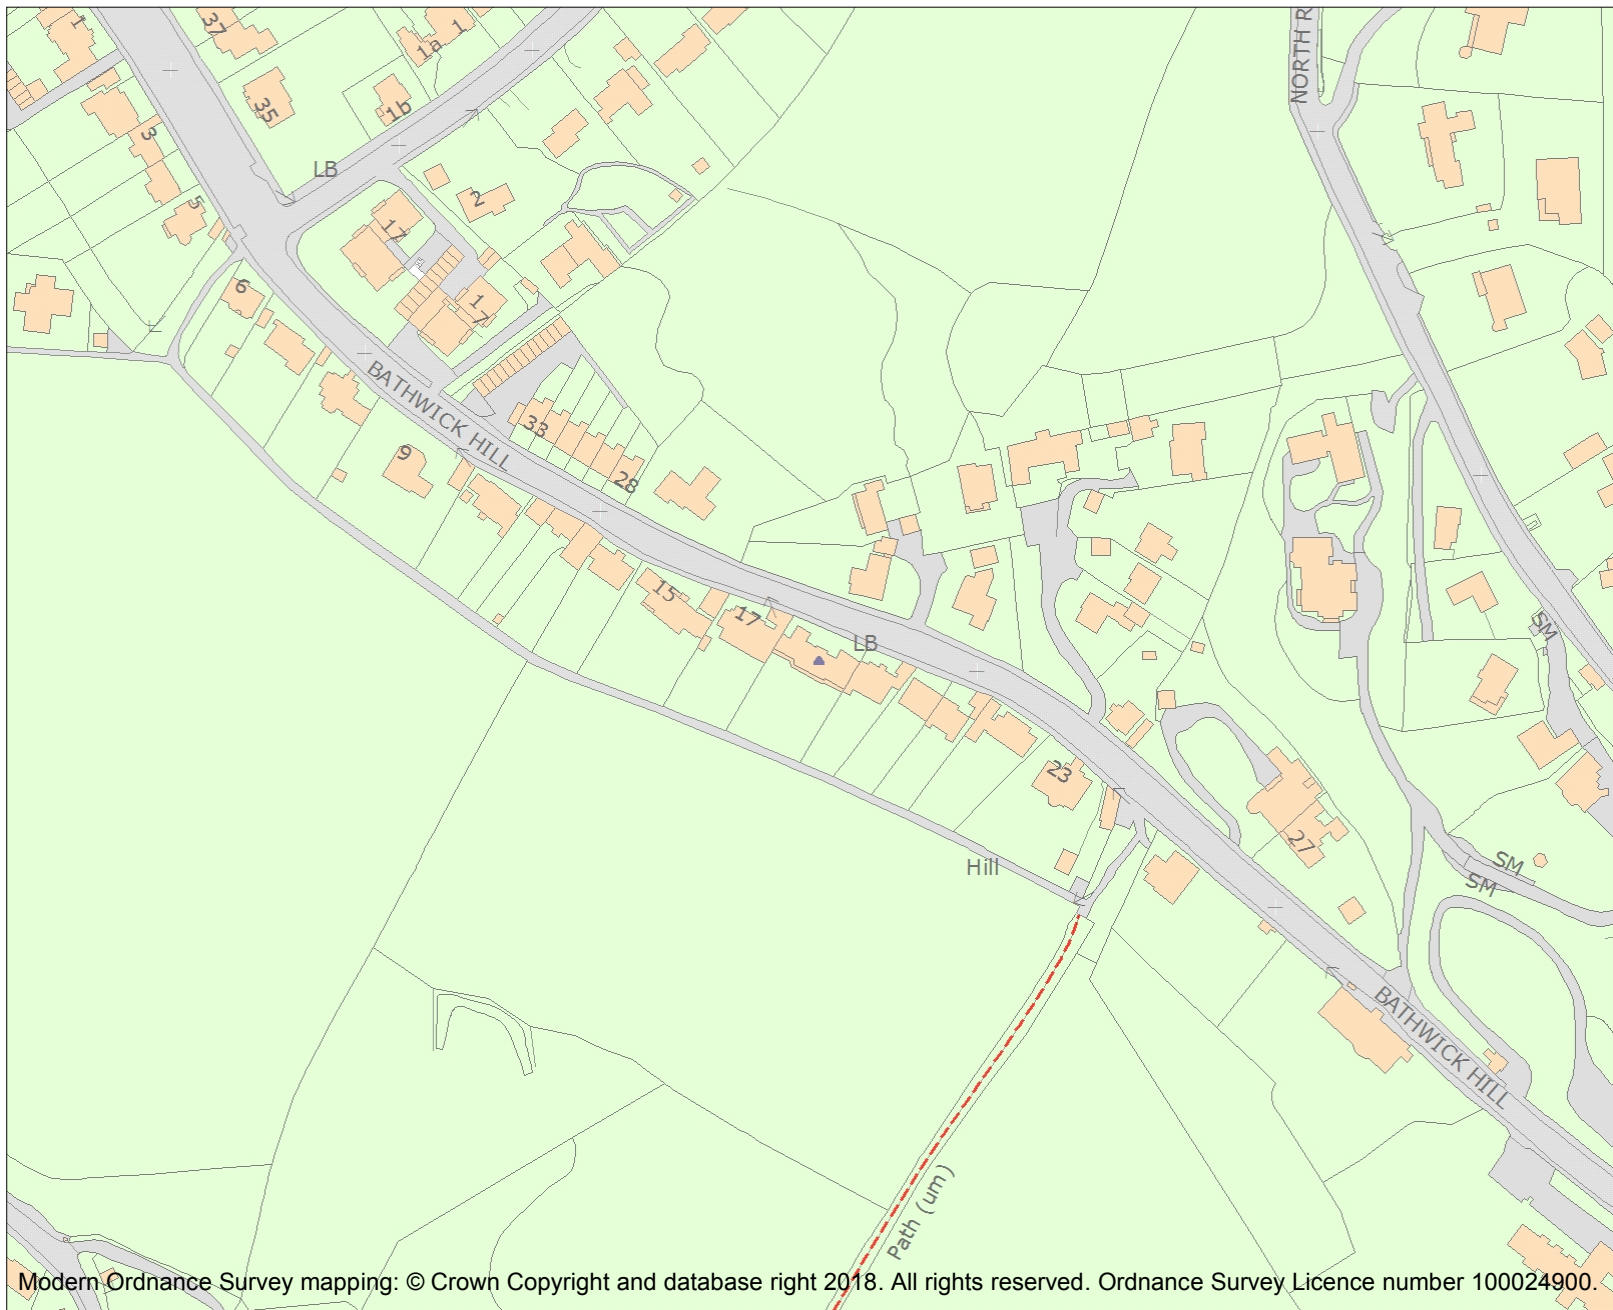 1
37
1a
1
NORTH R
35
1b
3
LB
5
2
17
6
17
BATHWICK HILL
33
9
28
15
17
LB
SM
23
27
Hill
SM
SM
BATHWICK HILL
Path (um)
Modern Ordnance Survey mapping: © Crown Copyright and database right 2018. All rights reserved. Ordnance Survey Licence number 100024900.